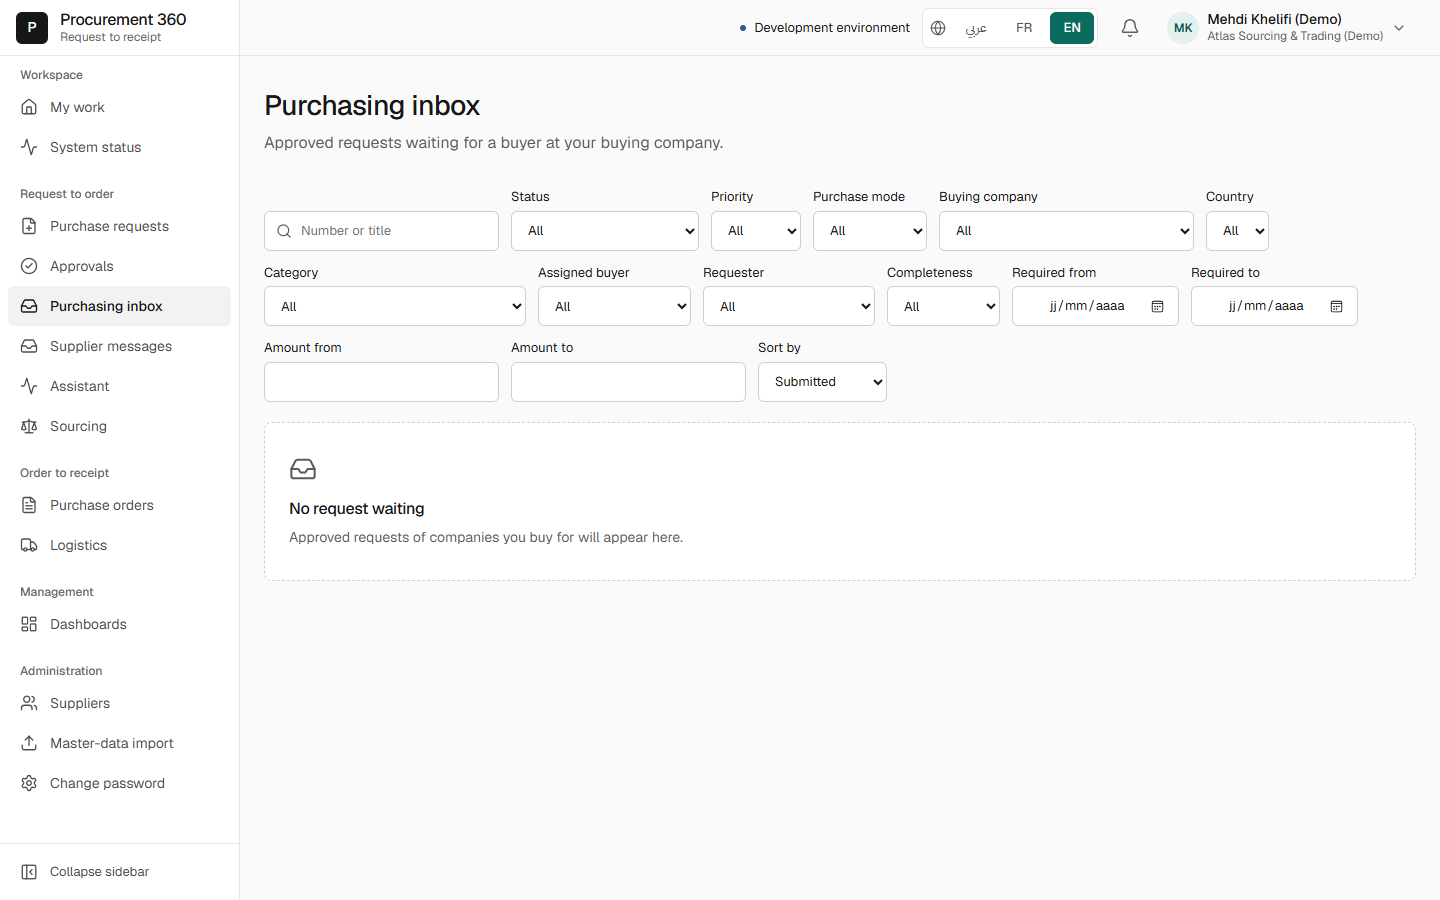 P
Procurement 360
Request to receipt
Development environment
عربي
FR
EN
MK
Mehdi Khelifi (Demo)
Atlas Sourcing & Trading (Demo)
Workspace
My work
System status
Request to order
Purchase requests
Approvals
Purchasing inbox
Supplier messages
Assistant
Sourcing
Order to receipt
Purchase orders
Logistics
Management
Dashboards
Administration
Suppliers
Master-data import
Change password
Collapse sidebar
Purchasing inbox
Approved requests waiting for a buyer at your buying company.
Number or title
Status
All
Priority
All
Purchase mode
All
Buying company
All
Country
All
Category
All
Assigned buyer
All
Requester
All
Completeness
All
Required from
jj/mm/aaaa
Required to
jj/mm/aaaa
Amount from
Amount to
Sort by
Submitted
No request waiting
Approved requests of companies you buy for will appear here.